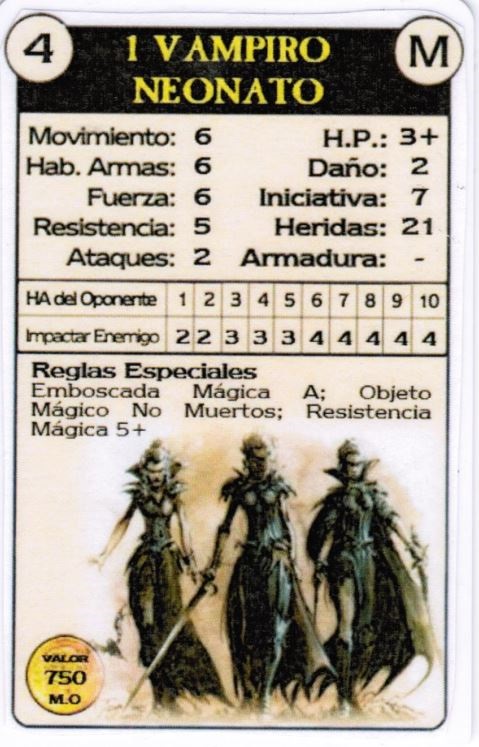 4 1 VAMPIRO M
NEONATO
Movimiento: 6 H.P.: 3+
Hab. Armas: 6 Daño: 2
Fuerza: 6 Iniciativa: 7
Resistencia: 5 Heridas: 21
Ataques: 2 Armadura: -
HA del Oponente 1 2 3 4 5 6 7 8 9 10
Impactar Enemigo 2 2 3 3 3 4 4 4 4 4
Reglas Especiales
Emboscada Mágica A; Objeto
Mágico No Muertos; Resistencia
Mágica 5+
VALOR
750
M.O